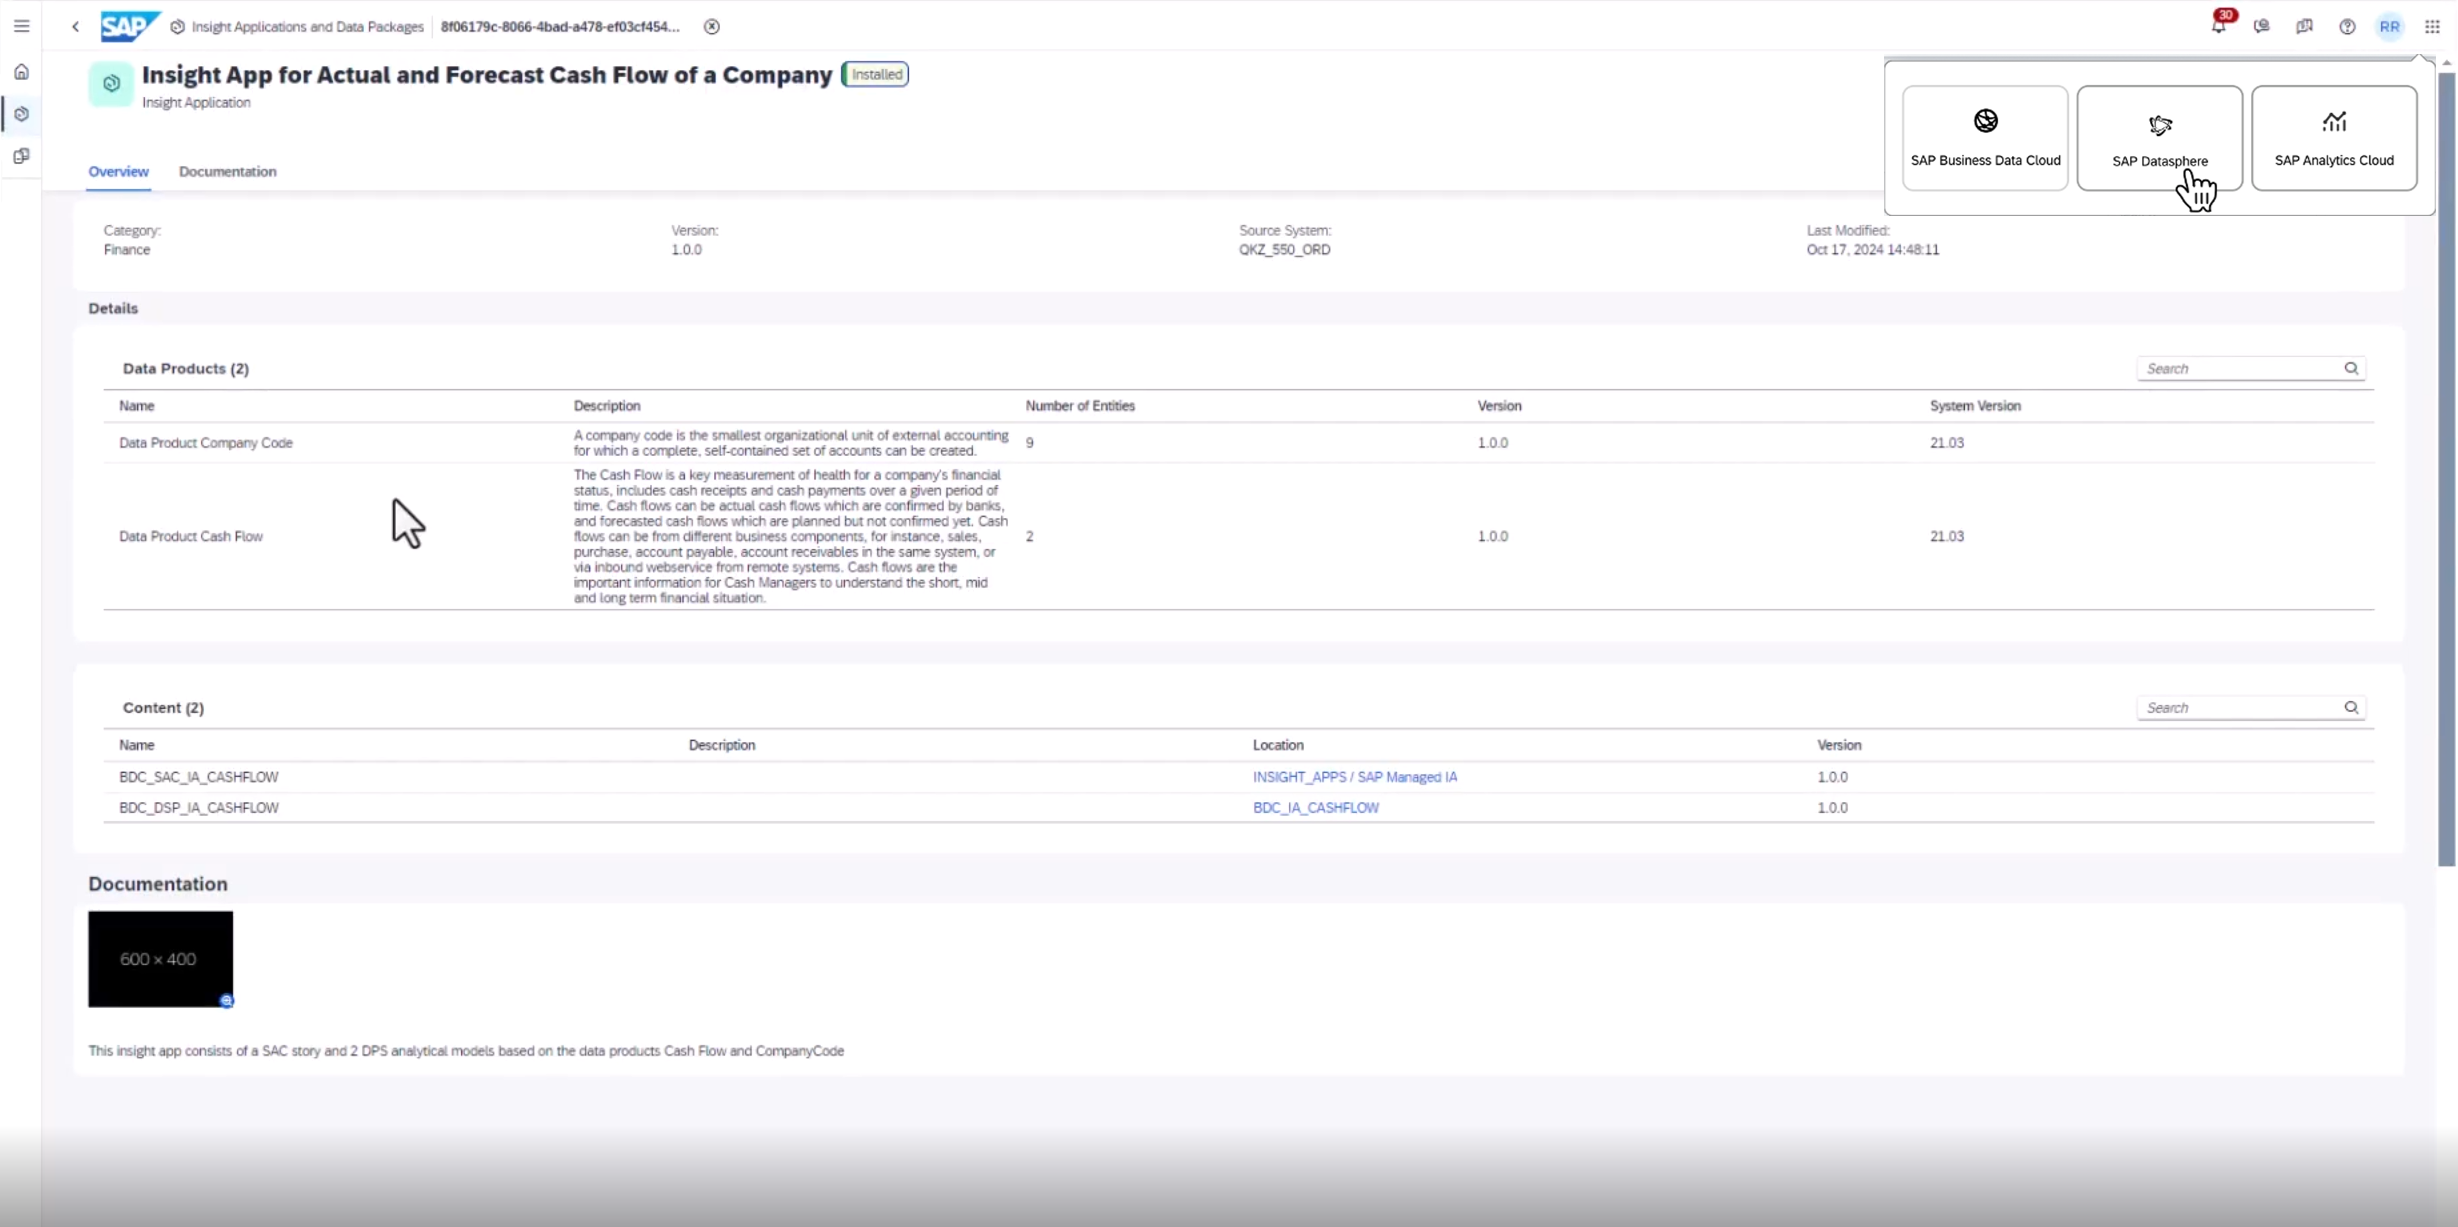 SAP Insight Applications and Data Packages 8f06179c-8066-4bad-a478-ef03cf454... 30 RR
Insight App for Actual and Forecast Cash Flow of a Company Installed
Insight Application
SAP Business Data Cloud SAP Datasphere SAP Analytics Cloud
Overview Documentation
Category: Version: Source System: Last Modified:
Finance 1.0.0 QKZ_550_ORD Oct 17, 2024 14:48:11
Details
Data Products (2) Search
Name Description Number of Entities Version System Version
Data Product Company Code
A company code is the smallest organizational unit of external accounting
for which a complete, self-contained set of accounts can be created.
9 1.0.0 21.03
Data Product Cash Flow
The Cash Flow is a key measurement of health for a company's financial
status, includes cash receipts and cash payments over a given period of
time. Cash flows can be actual cash flows which are confirmed by banks,
and forecasted cash flows which are planned but not confirmed yet. Cash
flows can be from different business components, for instance, sales,
purchase, account payable, account receivables in the same system, or
via inbound webservice from remote systems. Cash flows are the
important information for Cash Managers to understand the short, mid
and long term financial situation.
2 1.0.0 21.03
Content (2) Search
Name Description Location Version
BDC_SAC_IA_CASHFLOW INSIGHT_APPS / SAP Managed IA 1.0.0
BDC_DSP_IA_CASHFLOW BDC_IA_CASHFLOW 1.0.0
Documentation
600 × 400
This insight app consists of a SAC story and 2 DPS analytical models based on the data products Cash Flow and CompanyCode